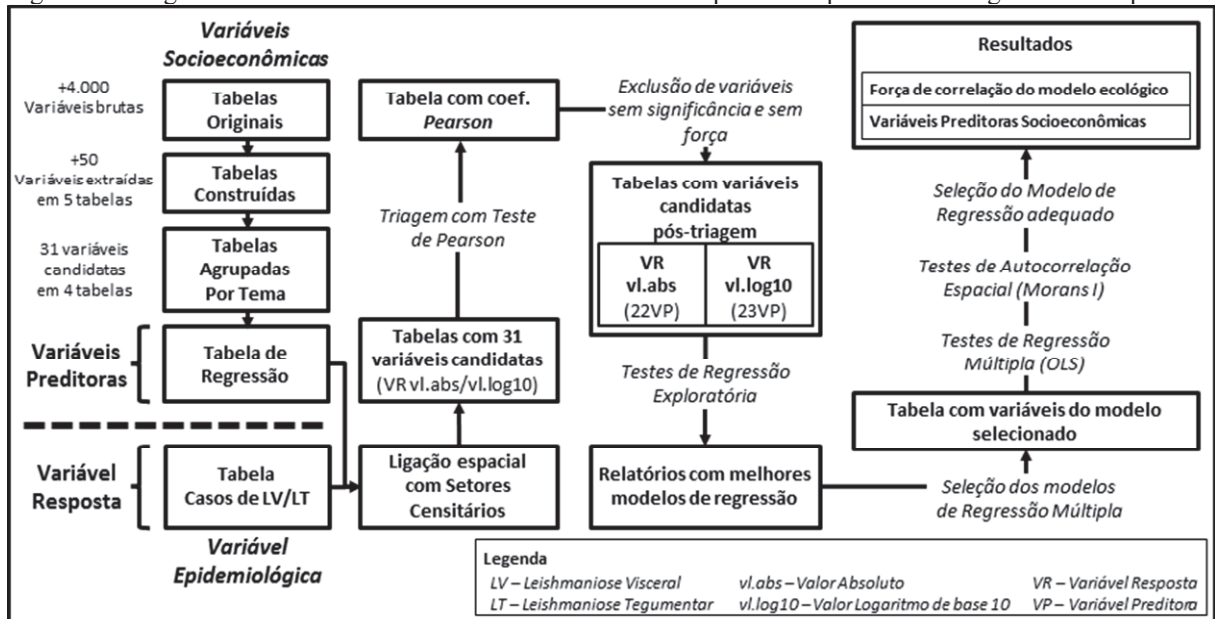 Variáveis
Socioeconômicas
+4.000
Variáveis brutas
Tabelas
Originais
+50
Variáveis extraídas
em 5 tabelas
Tabelas
Construídas
31 variáveis
candidatas
em 4 tabelas
Tabelas
Agrupadas
Por Tema
Variáveis
Preditoras
Tabela de
Regressão
Variável
Resposta
Tabela
Casos de LV/LT
Variável
Epidemiológica
Ligação espacial
com Setores
Censitários
Tabelas com 31
variáveis candidatas
(VR vl.abs/vl.log10)
Triagem com Teste
de Pearson
Tabela com coef.
Pearson
Exclusão de variáveis
sem significância e sem
força
Tabelas com variáveis
candidatas
pós-triagem
VR
vl.abs
(22VP)
VR
vl.log10
(23VP)
Testes de Regressão
Exploratória
Relatórios com melhores
modelos de regressão
Seleção dos modelos
de Regressão Múltipla
Tabela com variáveis do modelo
selecionado
Testes de Regressão
Múltipla (OLS)
Testes de Autocorrelação
Espacial (Morans I)
Seleção do Modelo de
Regressão adequado
Resultados
Força de correlação do modelo ecológico
Variáveis Preditoras Socioeconômicas
Legenda
LV – Leishmaniose Visceral vl.abs – Valor Absoluto VR – Variável Resposta
LT – Leishmaniose Tegumentar vl.log10 – Valor Logaritmo de base 10 VP – Variável Preditora